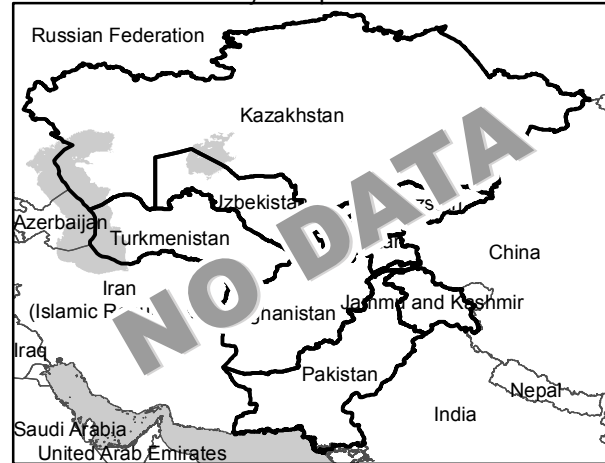 Russian Federation
Kazakhstan
Azerbaijan
Turkmenistan
China
Iran
(Islamic
NO DATA
Jammu and Kashmir
Iraq
Pakistan
Nepal
India
Saudi Arabia
United Arab Emirates